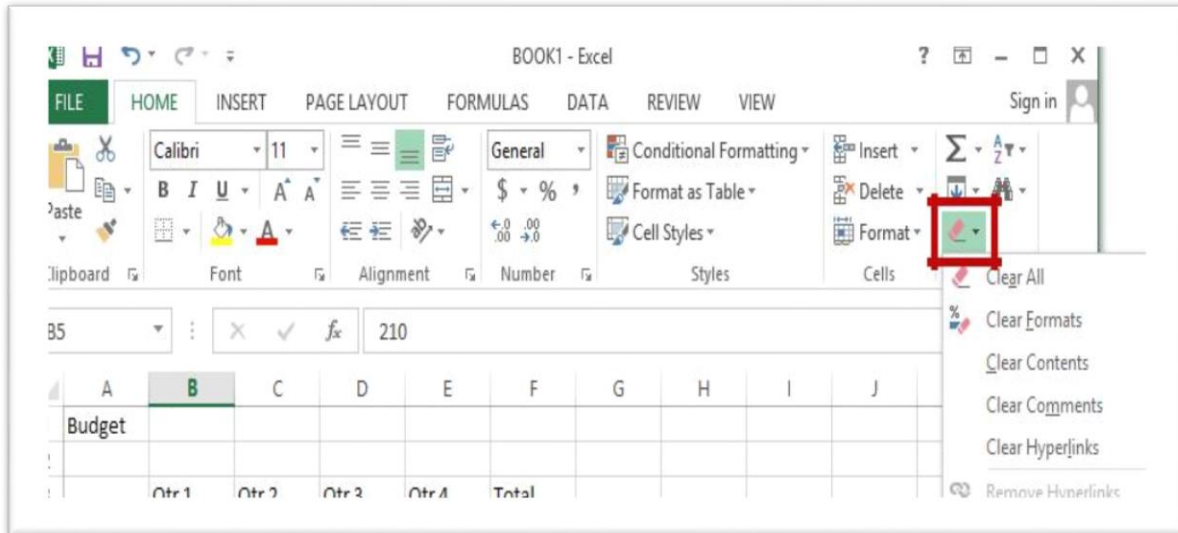 BOOK1 - Excel
FILE HOME INSERT PAGE LAYOUT FORMULAS DATA REVIEW VIEW Sign in
Calibri 11 General Conditional Formatting Insert
Paste B I U A A $ % , Format as Table Delete
A Cell Styles Format
Clipboard Font Alignment Number Styles Cells
Clear All
Clear Formats
Clear Contents
Clear Comments
Clear Hyperlinks
Remove Hyperlinks
B5 fx 210
A B C D E F G H I J
Budget
Qtr 1 Qtr 2 Qtr 3 Qtr 4 Total